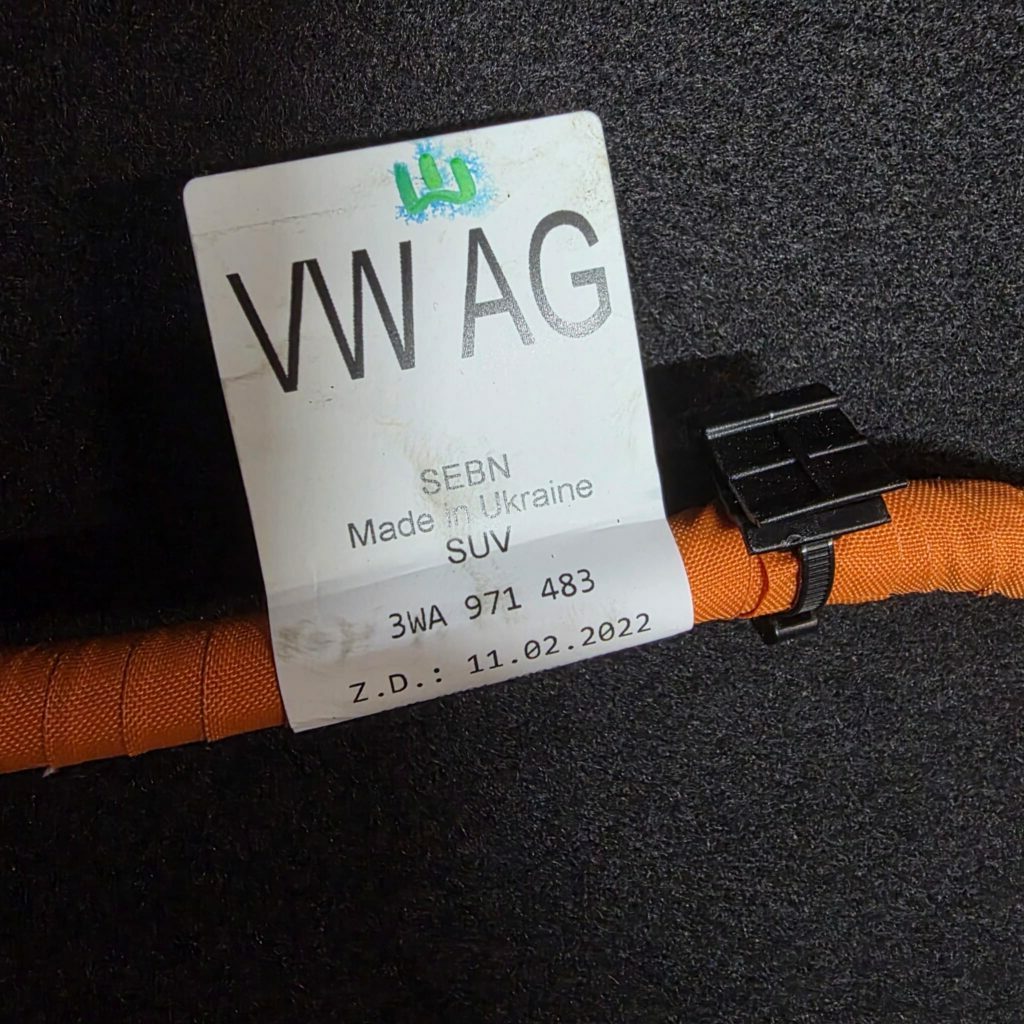 VW AG
SEBN
Made in Ukraine
SUV
3WA 971 483
Z.D.: 11.02.2022